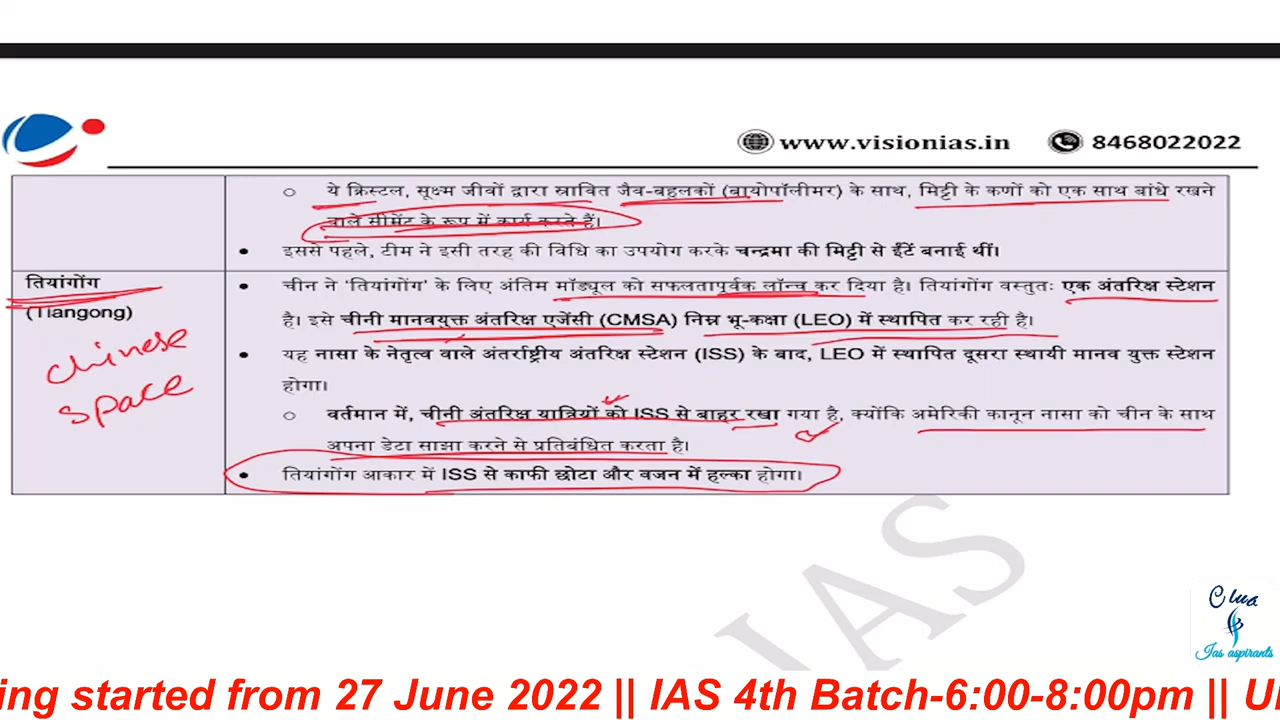 www.visionias.in 8468022022
○ ये क्रिस्टल, सूक्ष्म जीवों द्वारा स्रावित जैव-बहुलकों (बायोपॉलीमर) के साथ, मिट्टी के कणों को एक साथ बांधे रखने
वाले सीमेंट के रूप में कार्य करते हैं।
• इससे पहले, टीम ने इसी तरह की विधि का उपयोग करके चन्द्रमा की मिट्टी से ईंटें बनाई थीं।
तियांगोंग
(Tiangong)
chinese
space
• चीन ने 'तियांगोंग' के लिए अंतिम मॉड्यूल को सफलतापूर्वक लॉन्च कर दिया है। तियांगोंग वस्तुतः एक अंतरिक्ष स्टेशन
है। इसे चीनी मानवयुक्त अंतरिक्ष एजेंसी (CMSA) निम्न भू-कक्षा (LEO) में स्थापित कर रही है।
• यह नासा के नेतृत्व वाले अंतर्राष्ट्रीय अंतरिक्ष स्टेशन (ISS) के बाद, LEO में स्थापित दूसरा स्थायी मानव युक्त स्टेशन
होगा।
○ वर्तमान में, चीनी अंतरिक्ष यात्रियों को ISS से बाहर रखा गया है, क्योंकि अमेरिकी कानून नासा को चीन के साथ
अपना डेटा साझा करने से प्रतिबंधित करता है।
• तियांगोंग आकार में ISS से काफी छोटा और वजन में हल्का होगा।
IAS
Clue
Ias aspirants
ing started from 27 June 2022 || IAS 4th Batch-6:00-8:00pm || U